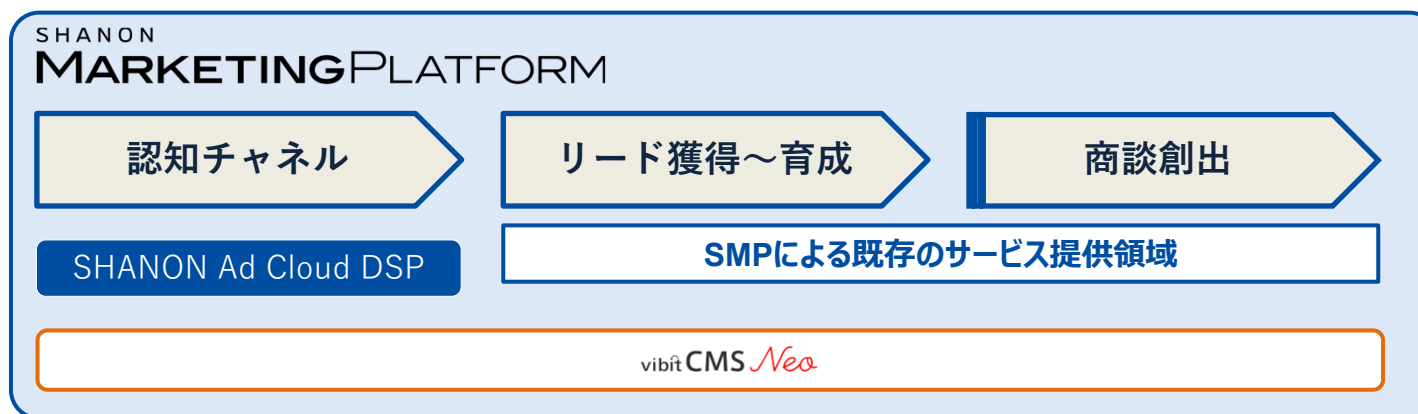 SHANON
MARKETINGPLATFORM
認知チャネル
リード獲得～育成
商談創出
SHANON Ad Cloud DSP
SMPによる既存のサービス提供領域
vibit CMS Neo